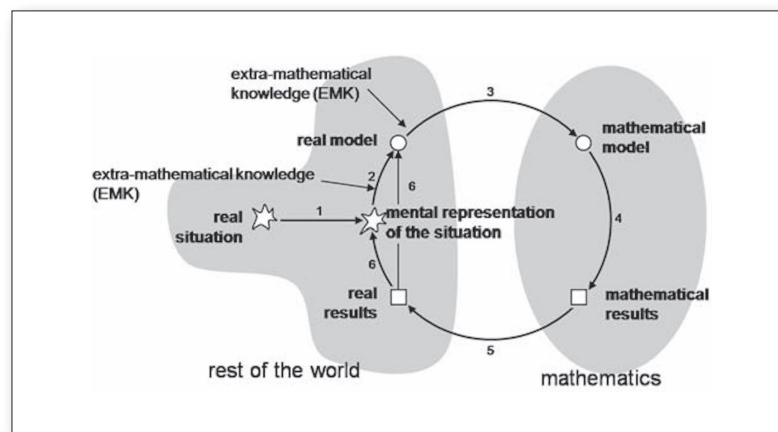 extra-mathematical
knowledge (EMK)
3
real model
mathematical
model
extra-mathematical knowledge
(EMK)
2
6
real
situation
1
mental representation
of the situation
4
6
real
results
mathematical
results
5
rest of the world
mathematics